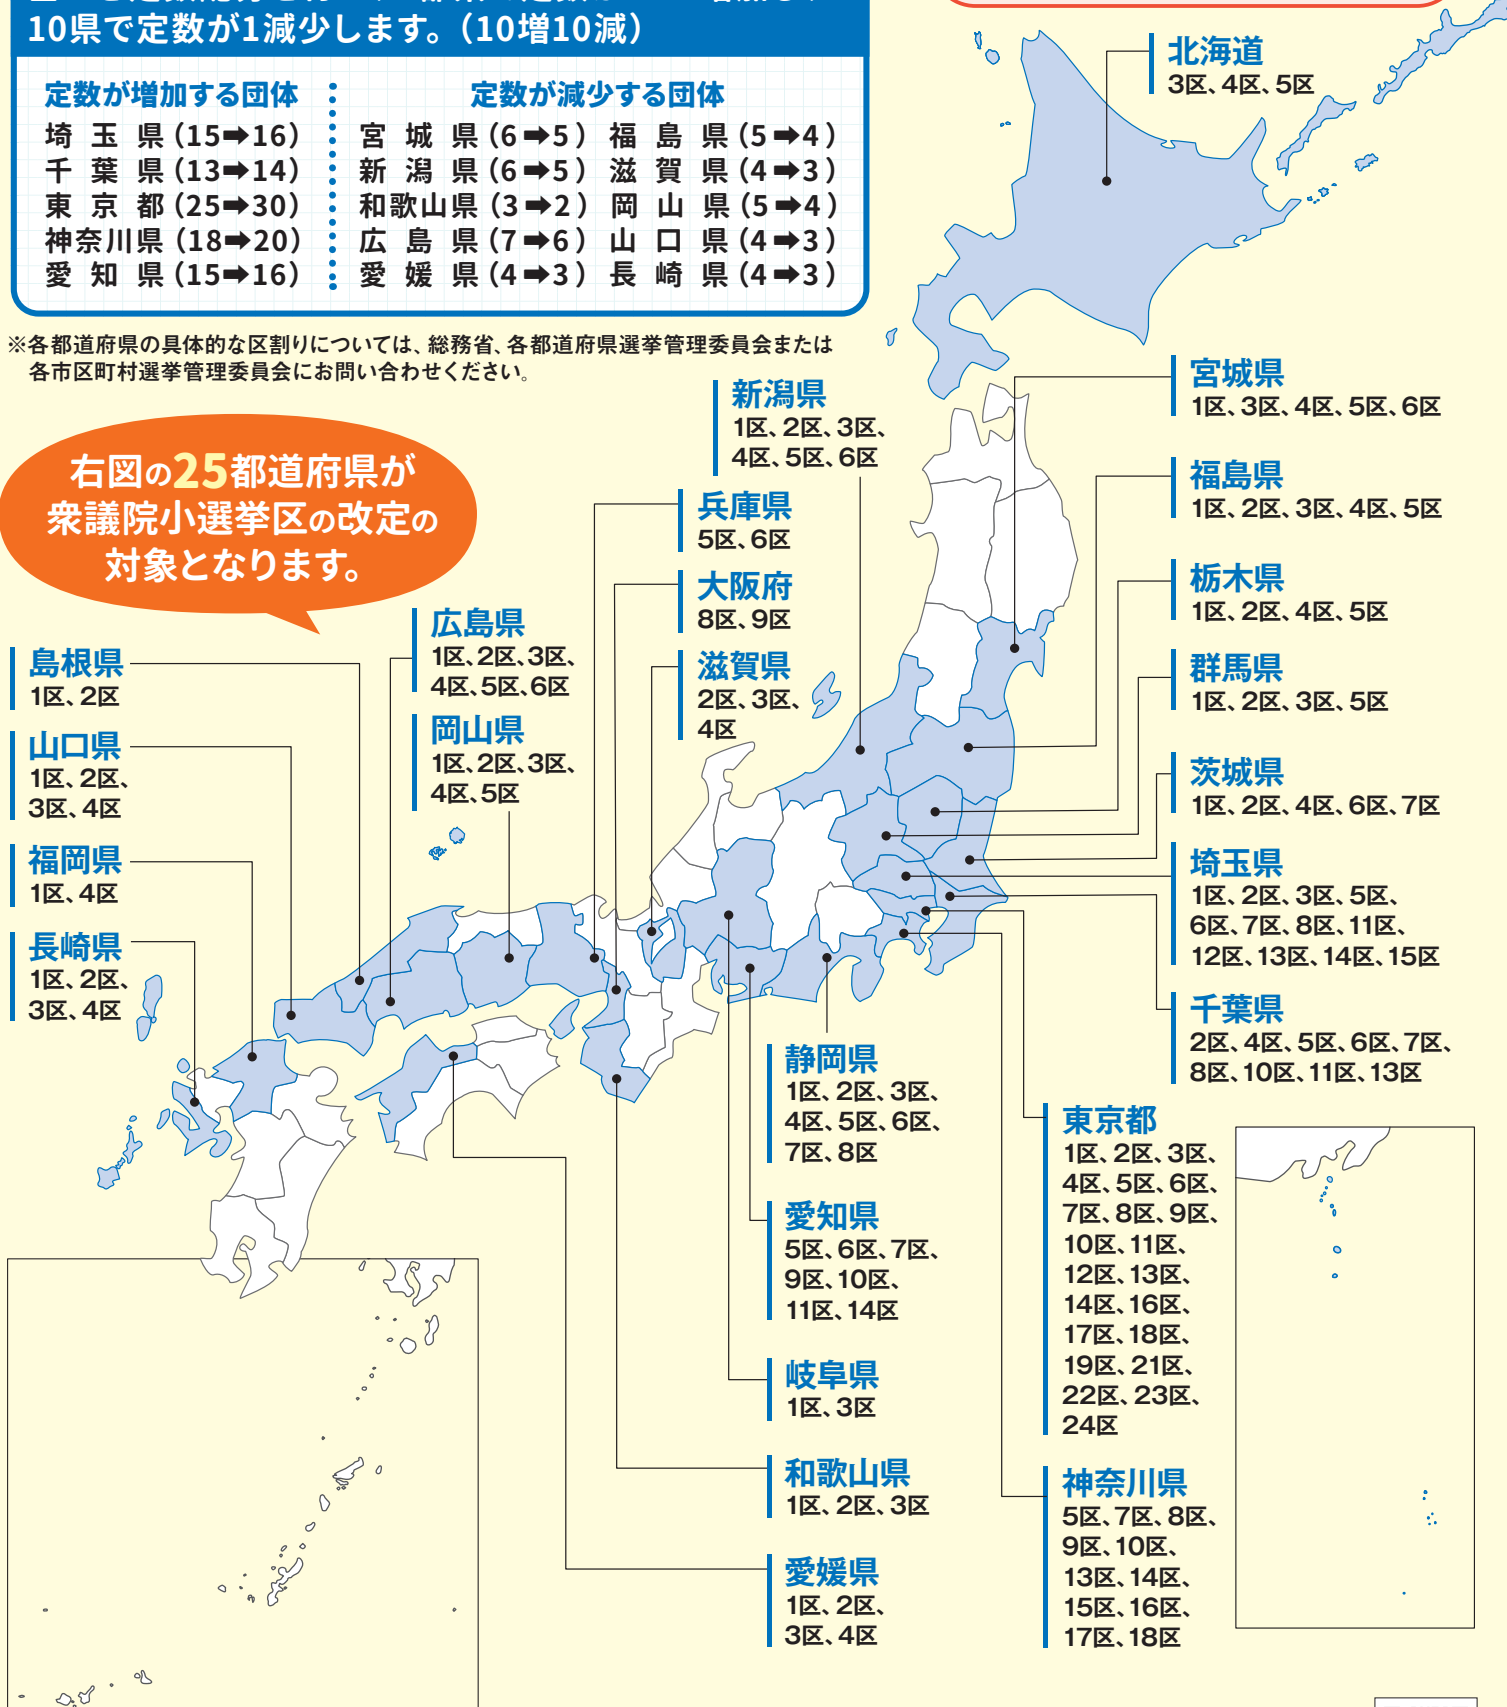 10県で定数が1減少します。（10増10減）
定数が増加する団体
埼玉県（15➡16）
千葉県（13➡14）
東京都（25➡30）
神奈川県（18➡20）
愛知県（15➡16）
定数が減少する団体
宮城県（6➡5） 福島県（5➡4）
新潟県（6➡5） 滋賀県（4➡3）
和歌山県（3➡2） 岡山県（5➡4）
広島県（7➡6） 山口県（4➡3）
愛媛県（4➡3） 長崎県（4➡3）
※各都道府県の具体的な区割りについては、総務省、各都道府県選挙管理委員会または
各市区町村選挙管理委員会にお問い合わせください。
右図の25都道府県が
衆議院小選挙区の改定の
対象となります。
北海道
3区、4区、5区
宮城県
1区、3区、4区、5区、6区
福島県
1区、2区、3区、4区、5区
栃木県
1区、2区、4区、5区
群馬県
1区、2区、3区、5区
茨城県
1区、2区、4区、6区、7区
埼玉県
1区、2区、3区、5区、
6区、7区、8区、11区、
12区、13区、14区、15区
千葉県
2区、4区、5区、6区、7区、
8区、10区、11区、13区
新潟県
1区、2区、3区、
4区、5区、6区
兵庫県
5区、6区
大阪府
8区、9区
滋賀県
2区、3区、
4区
広島県
1区、2区、3区、
4区、5区、6区
岡山県
1区、2区、3区、
4区、5区
島根県
1区、2区
山口県
1区、2区、
3区、4区
福岡県
1区、4区
長崎県
1区、2区、
3区、4区
静岡県
1区、2区、3区、
4区、5区、6区、
7区、8区
愛知県
5区、6区、7区、
9区、10区、
11区、14区
岐阜県
1区、3区
和歌山県
1区、2区、3区
愛媛県
1区、2区、
3区、4区
東京都
1区、2区、3区、
4区、5区、6区、
7区、8区、9区、
10区、11区、
12区、13区、
14区、16区、
17区、18区、
19区、21区、
22区、23区、
24区
神奈川県
5区、7区、8区、
9区、10区、
13区、14区、
15区、16区、
17区、18区